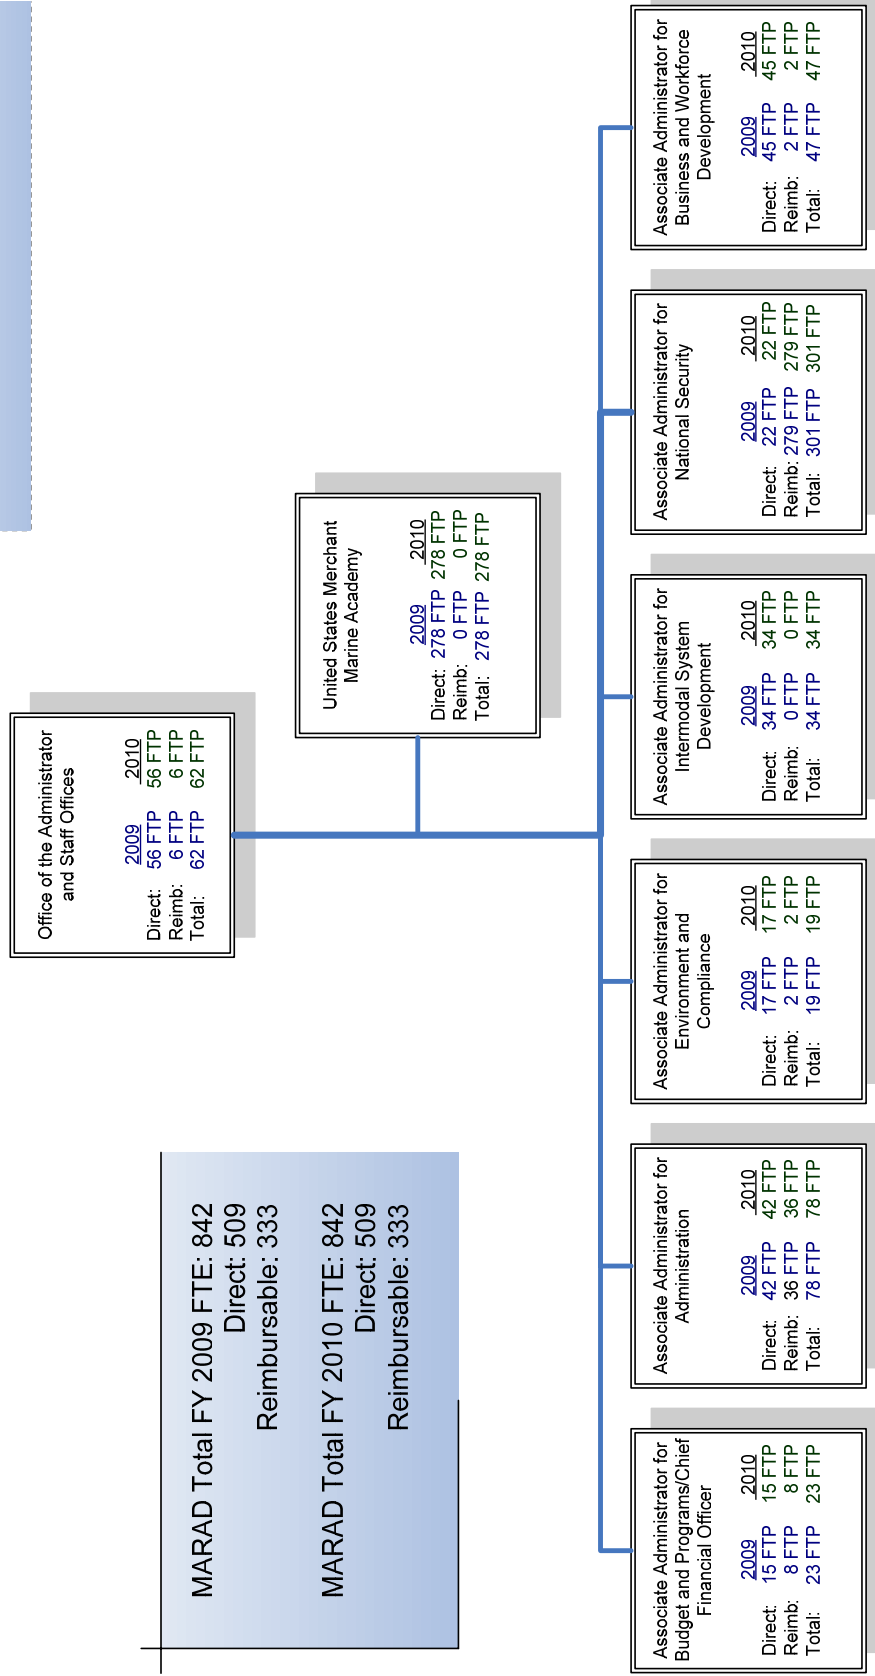 Office of the Administrator
and Staff Offices
2009 2010
Direct: 56 FTP 56 FTP
Reimb: 6 FTP 6 FTP
Total: 62 FTP 62 FTP
MARAD Total FY 2009 FTE: 842
Direct: 509
Reimbursable: 333
MARAD Total FY 2010 FTE: 842
Direct: 509
Reimbursable: 333
United States Merchant
Marine Academy
2009 2010
Direct: 278 FTP 278 FTP
Reimb: 0 FTP 0 FTP
Total: 278 FTP 278 FTP
Associate Administrator for
Budget and Programs/Chief
Financial Officer
2009 2010
Direct: 15 FTP 15 FTP
Reimb: 8 FTP 8 FTP
Total: 23 FTP 23 FTP
Associate Administrator for
Administration
2009 2010
Direct: 42 FTP 42 FTP
Reimb: 36 FTP 36 FTP
Total: 78 FTP 78 FTP
Associate Administrator for
Environment and
Compliance
2009 2010
Direct: 17 FTP 17 FTP
Reimb: 2 FTP 2 FTP
Total: 19 FTP 19 FTP
Associate Administrator for
Intermodal System
Development
2009 2010
Direct: 34 FTP 34 FTP
Reimb: 0 FTP 0 FTP
Total: 34 FTP 34 FTP
Associate Administrator for
National Security
2009 2010
Direct: 22 FTP 22 FTP
Reimb: 279 FTP 279 FTP
Total: 301 FTP 301 FTP
Associate Administrator for
Business and Workforce
Development
2009 2010
Direct: 45 FTP 45 FTP
Reimb: 2 FTP 2 FTP
Total: 47 FTP 47 FTP